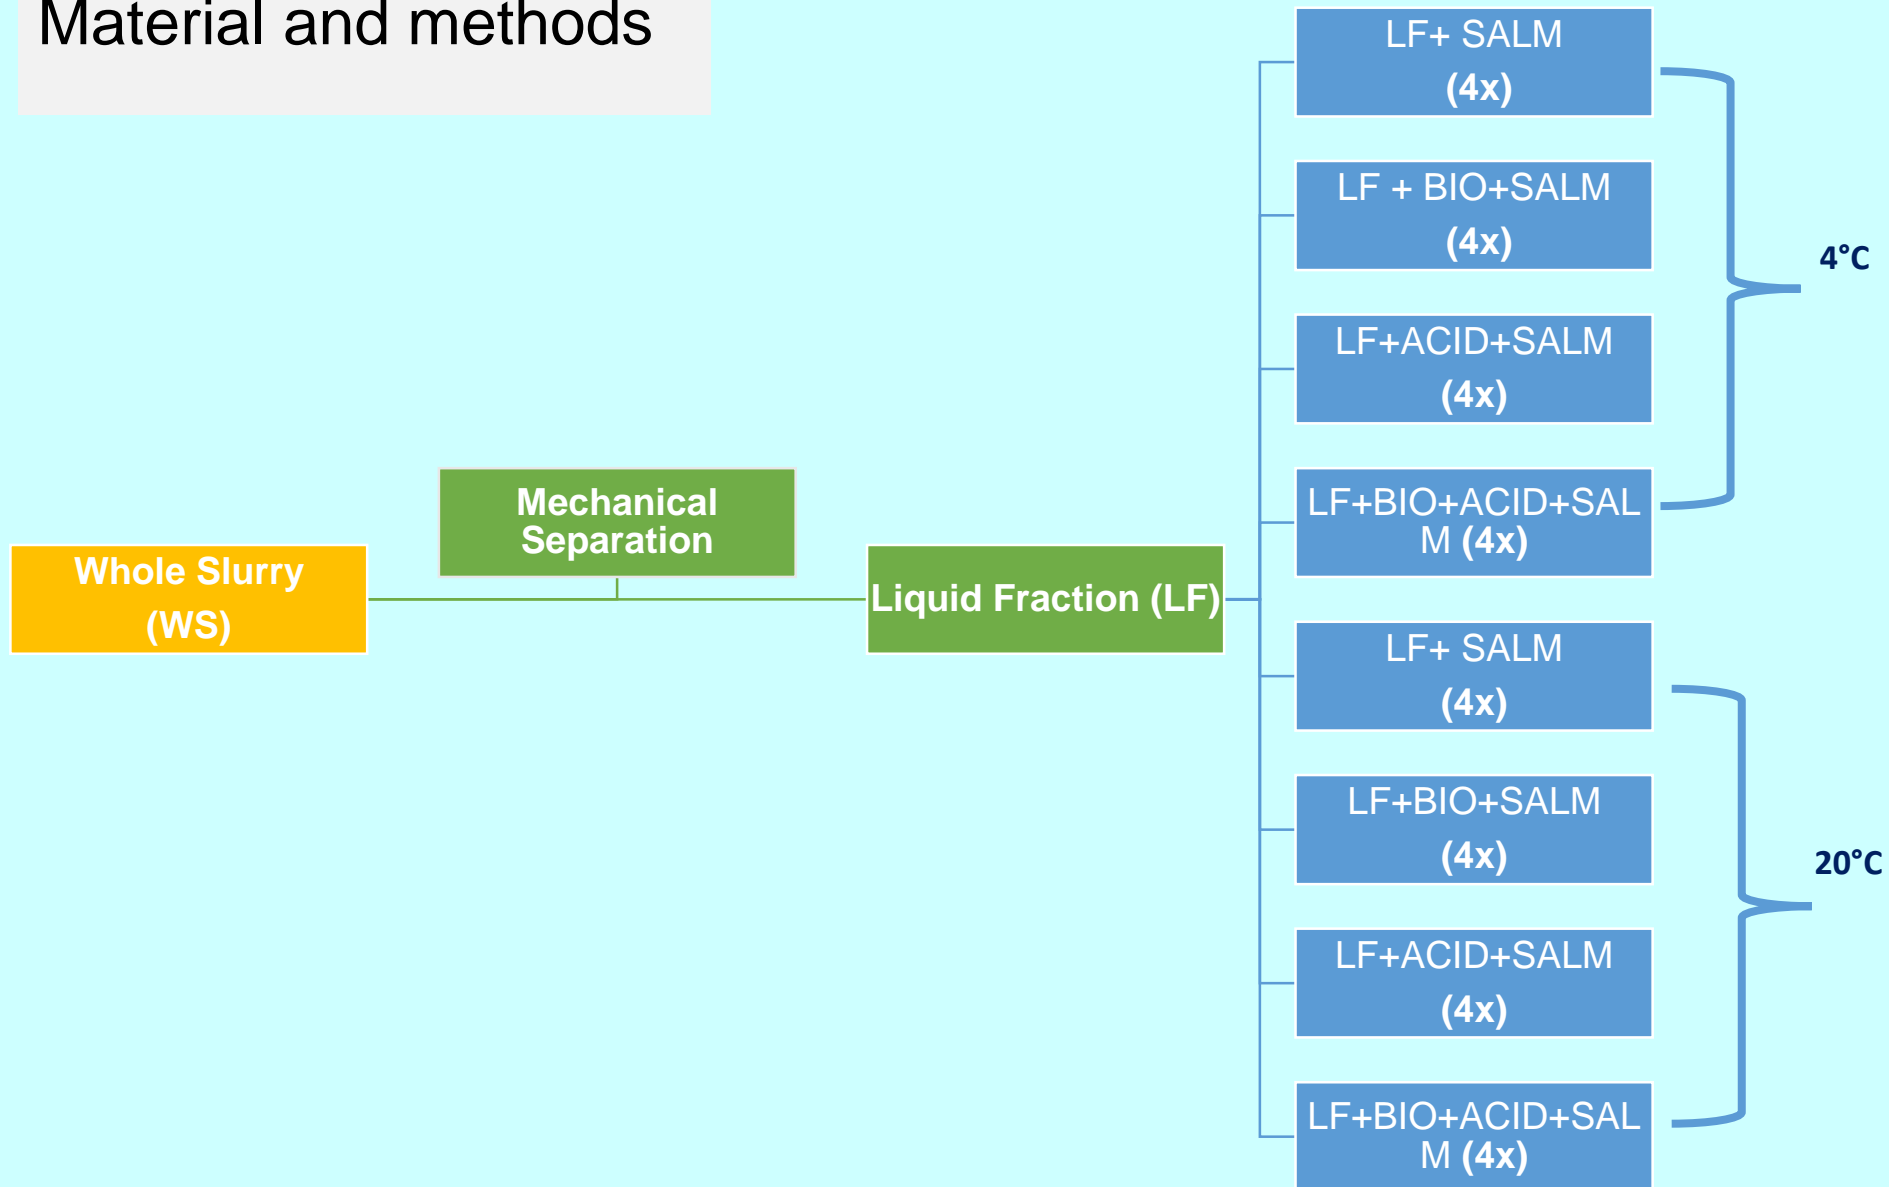 Material and methods
Whole Slurry
(WS)
Mechanical
Separation
Liquid Fraction (LF)
LF+ SALM
(4x)
LF + BIO+SALM
(4x)
LF+ACID+SALM
(4x)
LF+BIO+ACID+SAL
M (4x)
4°C
LF+ SALM
(4x)
LF+BIO+SALM
(4x)
LF+ACID+SALM
(4x)
LF+BIO+ACID+SAL
M (4x)
20°C